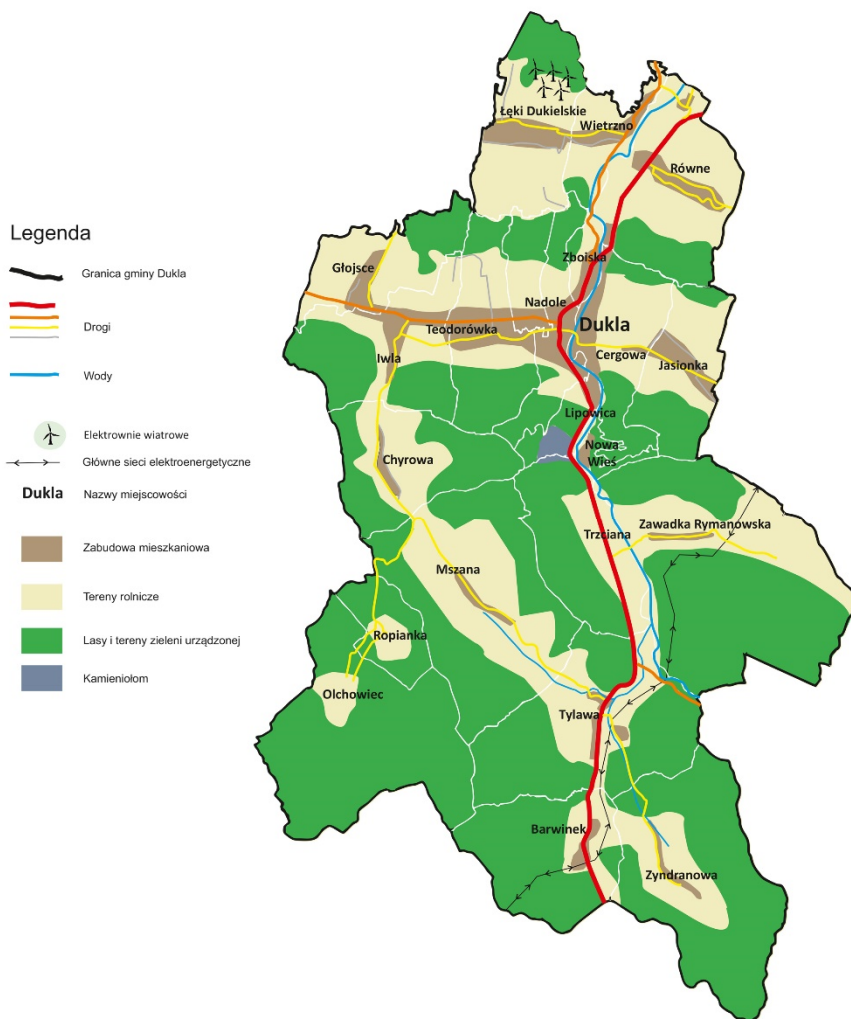 Łęki Dukielskie
Wietrzno
Równe
Legenda
Granica gminy Dukla
Drogi
Wody
Elektrownie wiatrowe
Główne sieci elektroenergetyczne
Dukla
Nazwy miejscowości
Zabudowa mieszkaniowa
Tereny rolnicze
Lasy i tereny zieleni urządzonej
Kamieniołom
Zboiska
Głojsce
Nadole
Teodorówka
Dukla
Iwla
Cergowa
Jasionka
Lipowica
Nowa
Wieś
Chyrowa
Trzciana
Zawadka Rymanowska
Mszana
Ropianka
Olchowiec
Tylawa
Barwinek
Zyndranowa